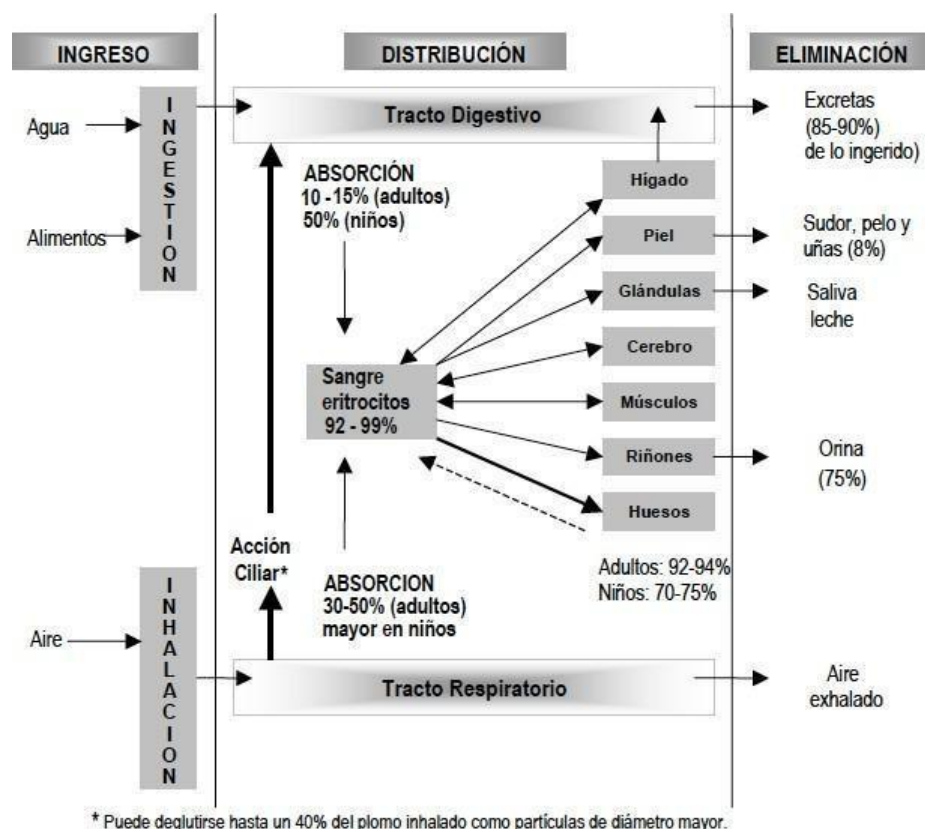 INGRESO
DISTRIBUCIÓN
ELIMINACIÓN
INGESTION
Agua
Alimentos
Tracto Digestivo
Excretas
(85-90%)
de lo ingerido)
ABSORCIÓN
10 -15% (adultos)
50% (niños)
Hígado
Piel
Sudor, pelo y
uñas (8%)
Glándulas
Saliva
leche
Cerebro
Sangre
eritrocitos
92 - 99%
Músculos
Riñones
Orina
(75%)
Huesos
Adultos: 92-94%
Niños: 70-75%
Acción
Ciliar*
ABSORCION
30-50% (adultos)
mayor en niños
INHALACION
Aire
Tracto Respiratorio
Aire
exhalado
* Puede deglutirse hasta un 40% del plomo inhalado como partículas de diámetro mayor.